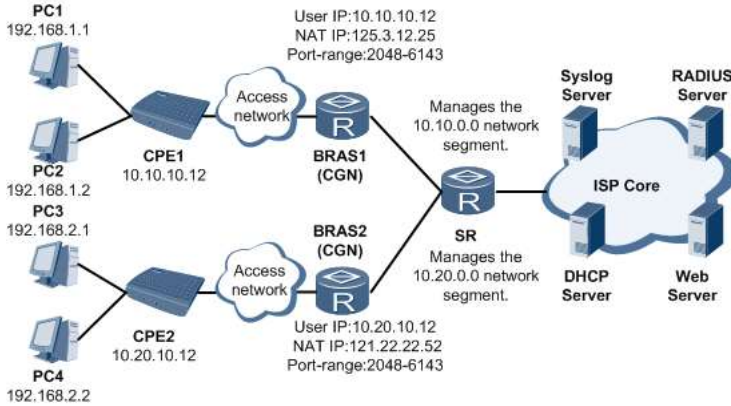 PC1
192.168.1.1
User IP:10.10.10.12
NAT IP:125.3.12.25
Port-range:2048-6143
Access
network
CPE1
10.10.10.12
R
BRAS1
(CGN)
PC2
192.168.1.2
Manages the
10.10.0.0 network
segment.
Syslog
Server
RADIUS
Server
ISP Core
R
SR
Manages the
10.20.0.0 network
segment.
DHCP
Server
Web
Server
PC3
192.168.2.1
BRAS2
(CGN)
Access
network
R
CPE2
10.20.10.12
User IP:10.20.10.12
NAT IP:121.22.22.52
Port-range:2048-6143
PC4
192.168.2.2